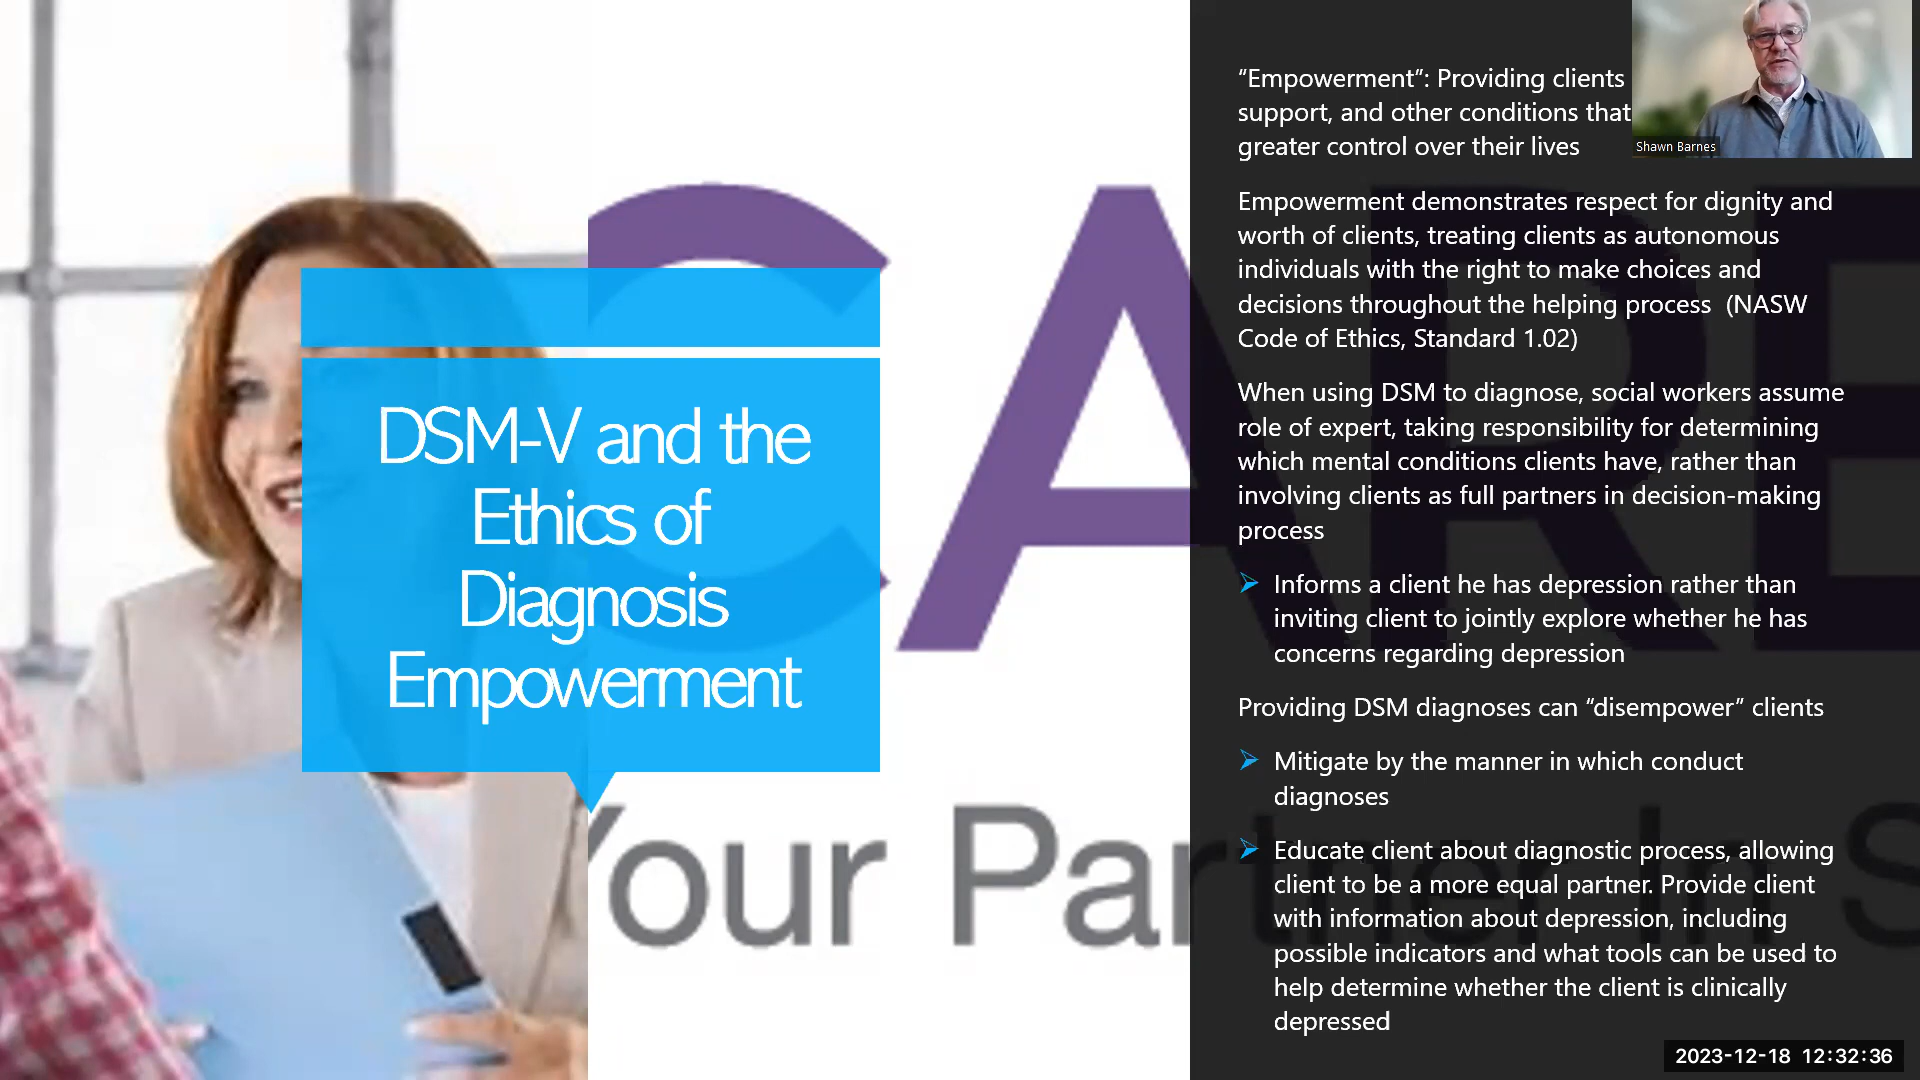 CARE
Your Partner In S
DSM-V and the
Ethics of
Diagnosis
Empowerment
“Empowerment”: Providing clients
support, and other conditions that
greater control over their lives
Empowerment demonstrates respect for dignity and
worth of clients, treating clients as autonomous
individuals with the right to make choices and
decisions throughout the helping process  (NASW
Code of Ethics, Standard 1.02)
When using DSM to diagnose, social workers assume
role of expert, taking responsibility for determining
which mental conditions clients have, rather than
involving clients as full partners in decision-making
process
➢ Informs a client he has depression rather than
inviting client to jointly explore whether he has
concerns regarding depression
Providing DSM diagnoses can “disempower” clients
➢ Mitigate by the manner in which conduct
diagnoses
➢ Educate client about diagnostic process, allowing
client to be a more equal partner. Provide client
with information about depression, including
possible indicators and what tools can be used to
help determine whether the client is clinically
depressed
Shawn Barnes
2023-12-18 12:32:36